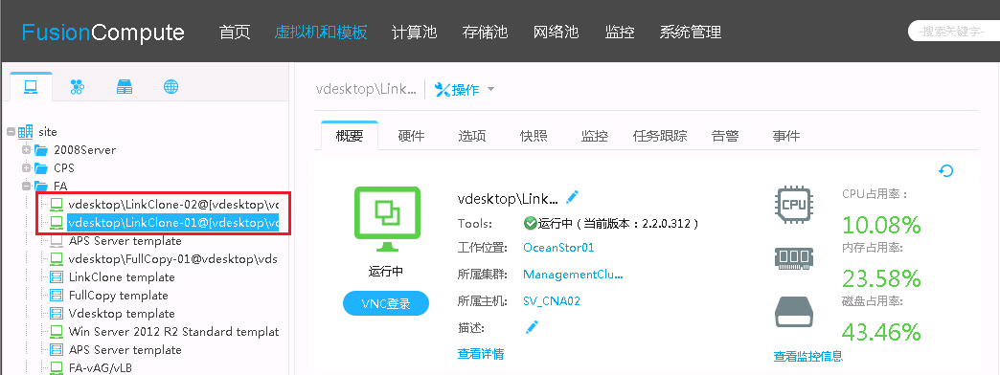 FusionCompute 首页 虚拟机和模板 计算池 存储池 网络池 监控 系统管理 -搜索关键字-
vdesktop\Link... 操作
site
2008Server
CPS
FA
vdesktop\LinkClone-02@[vdesktop\vc
vdesktop\LinkClone-01@[vdesktop\vc
APS Server template
vdesktop\FullCopy-01@vdesktop\vds
LinkClone template
FullCopy template
Vdesktop template
Win Server 2012 R2 Standard templat
APS Server template
FA-vAG/vLB
概要 硬件 选项 快照 监控 任务跟踪 告警 事件
运行中
VNC登录
vdesktop\Link...
Tools: 运行中（当前版本：2.2.0.312）
工作位置: OceanStor01
所属集群: ManagementClu...
所属主机: SV_CNA02
描述:
查看详情
CPU
CPU占用率：
10.08%
内存占用率:
23.58%
磁盘占用率:
43.46%
查看监控信息